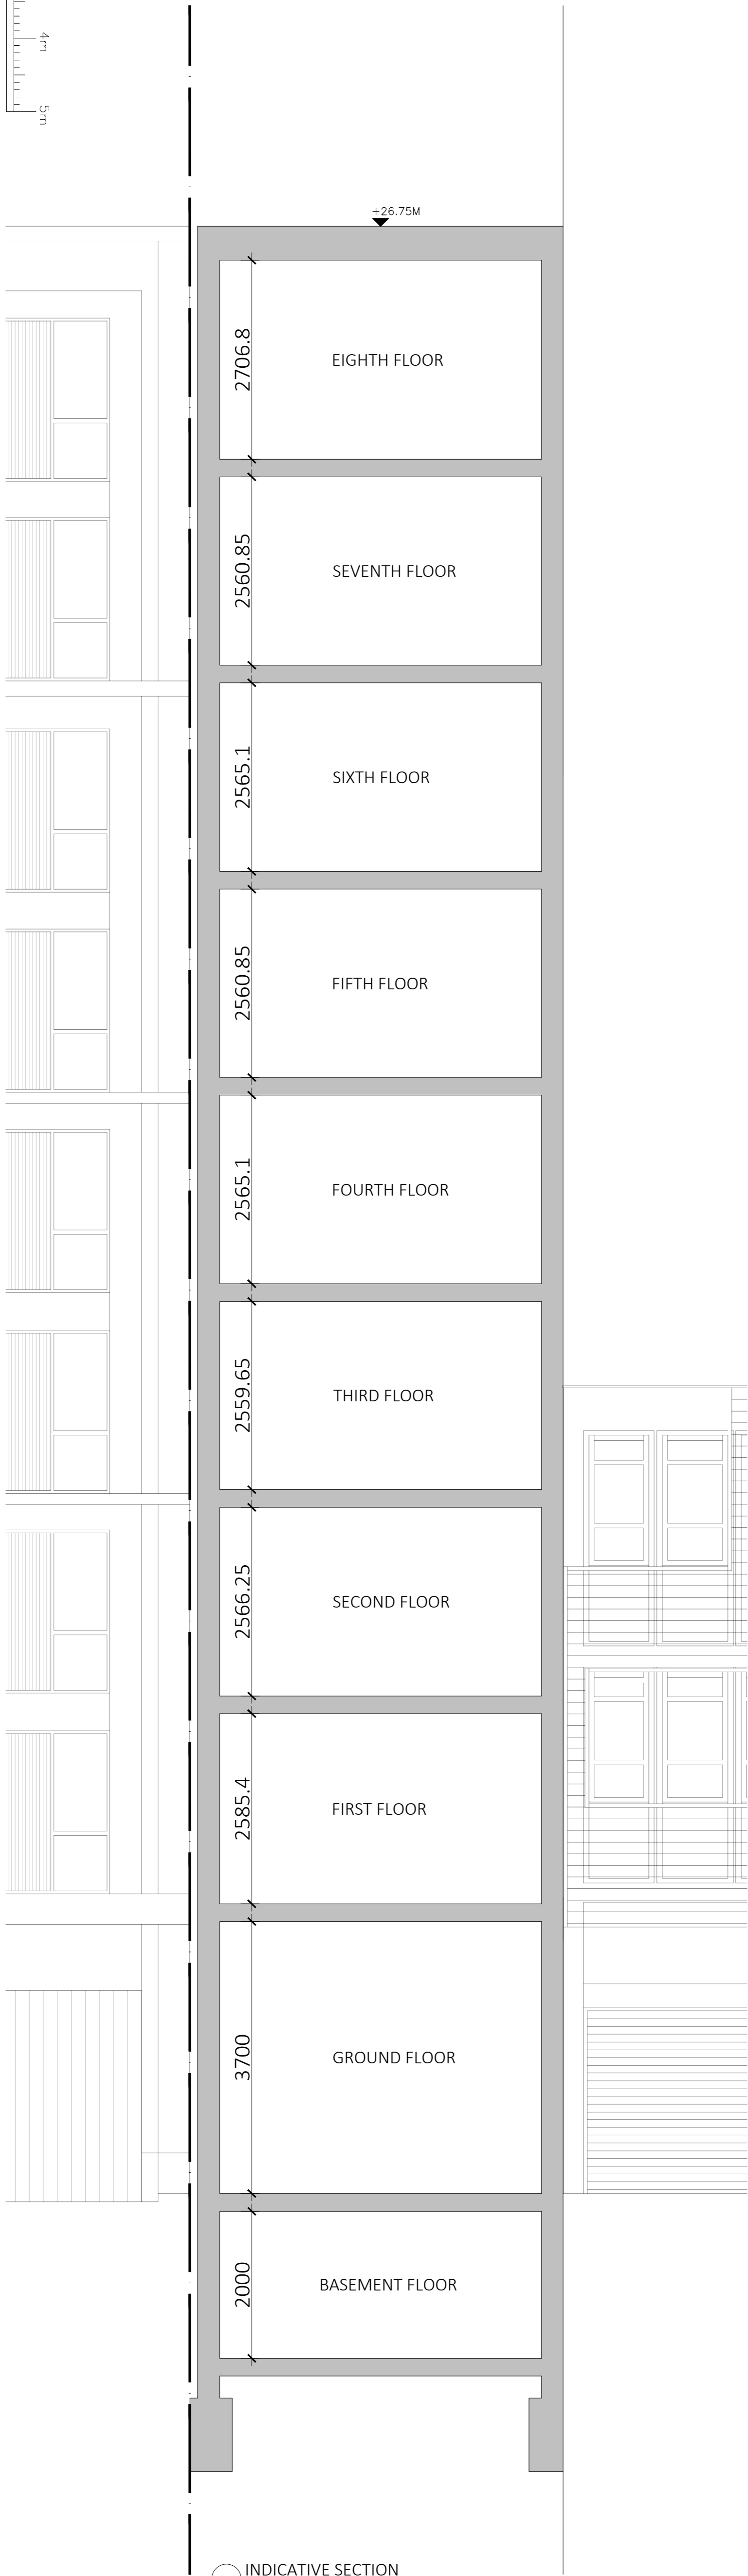 4m
5m
+26.75M
2706.8
EIGHTH FLOOR
2560.85
SEVENTH FLOOR
2565.1
SIXTH FLOOR
2560.85
FIFTH FLOOR
2565.1
FOURTH FLOOR
2559.65
THIRD FLOOR
2566.25
SECOND FLOOR
2585.4
FIRST FLOOR
3700
GROUND FLOOR
2000
BASEMENT FLOOR
INDICATIVE SECTION